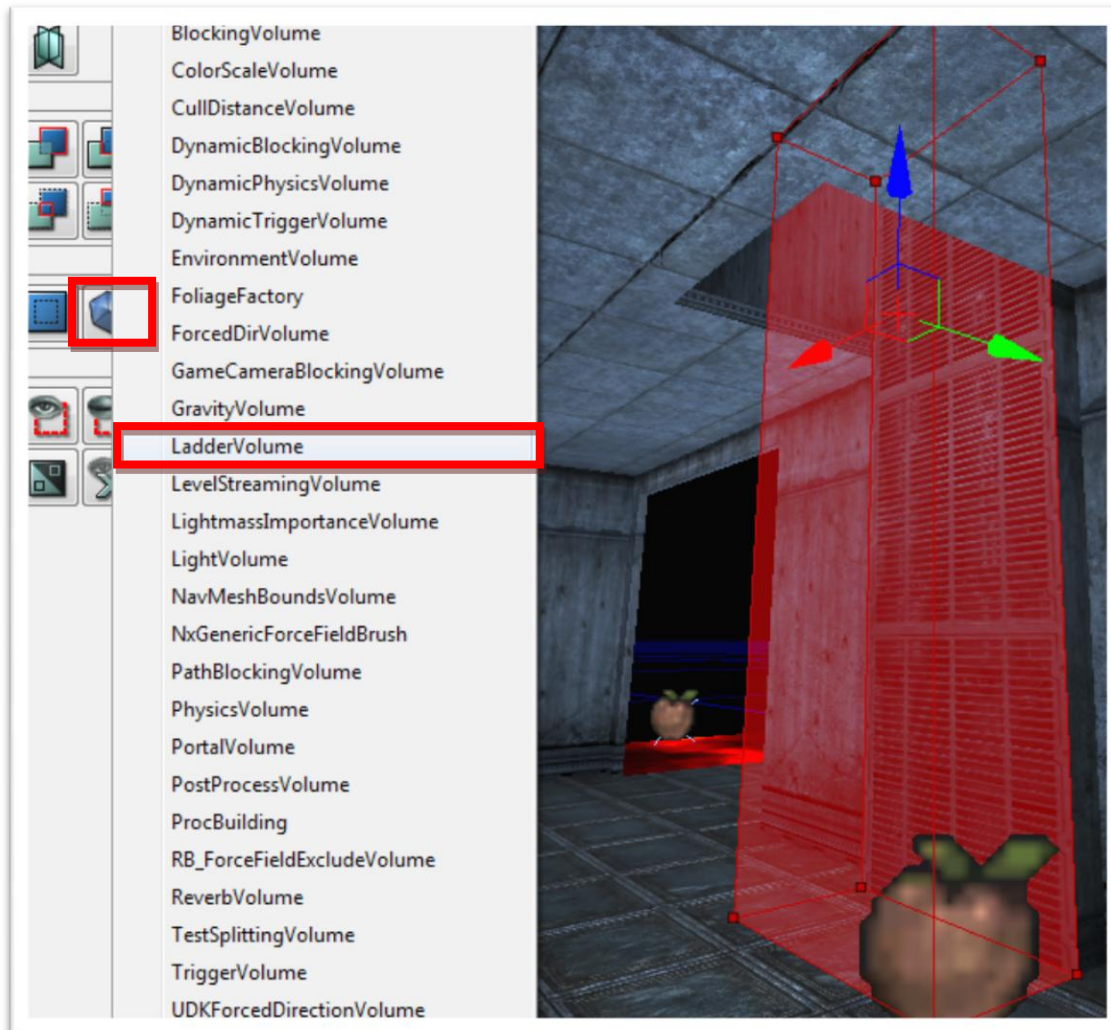 BlockingVolume
ColorScaleVolume
CullDistanceVolume
DynamicBlockingVolume
DynamicPhysicsVolume
DynamicTriggerVolume
EnvironmentVolume
FoliageFactory
ForcedDirVolume
GameCameraBlockingVolume
GravityVolume
LadderVolume
LevelStreamingVolume
LightmassImportanceVolume
LightVolume
NavMeshBoundsVolume
NxGenericForceFieldBrush
PathBlockingVolume
PhysicsVolume
PortalVolume
PostProcessVolume
ProcBuilding
RB_ForceFieldExcludeVolume
ReverbVolume
TestSplittingVolume
TriggerVolume
UDKForcedDirectionVolume